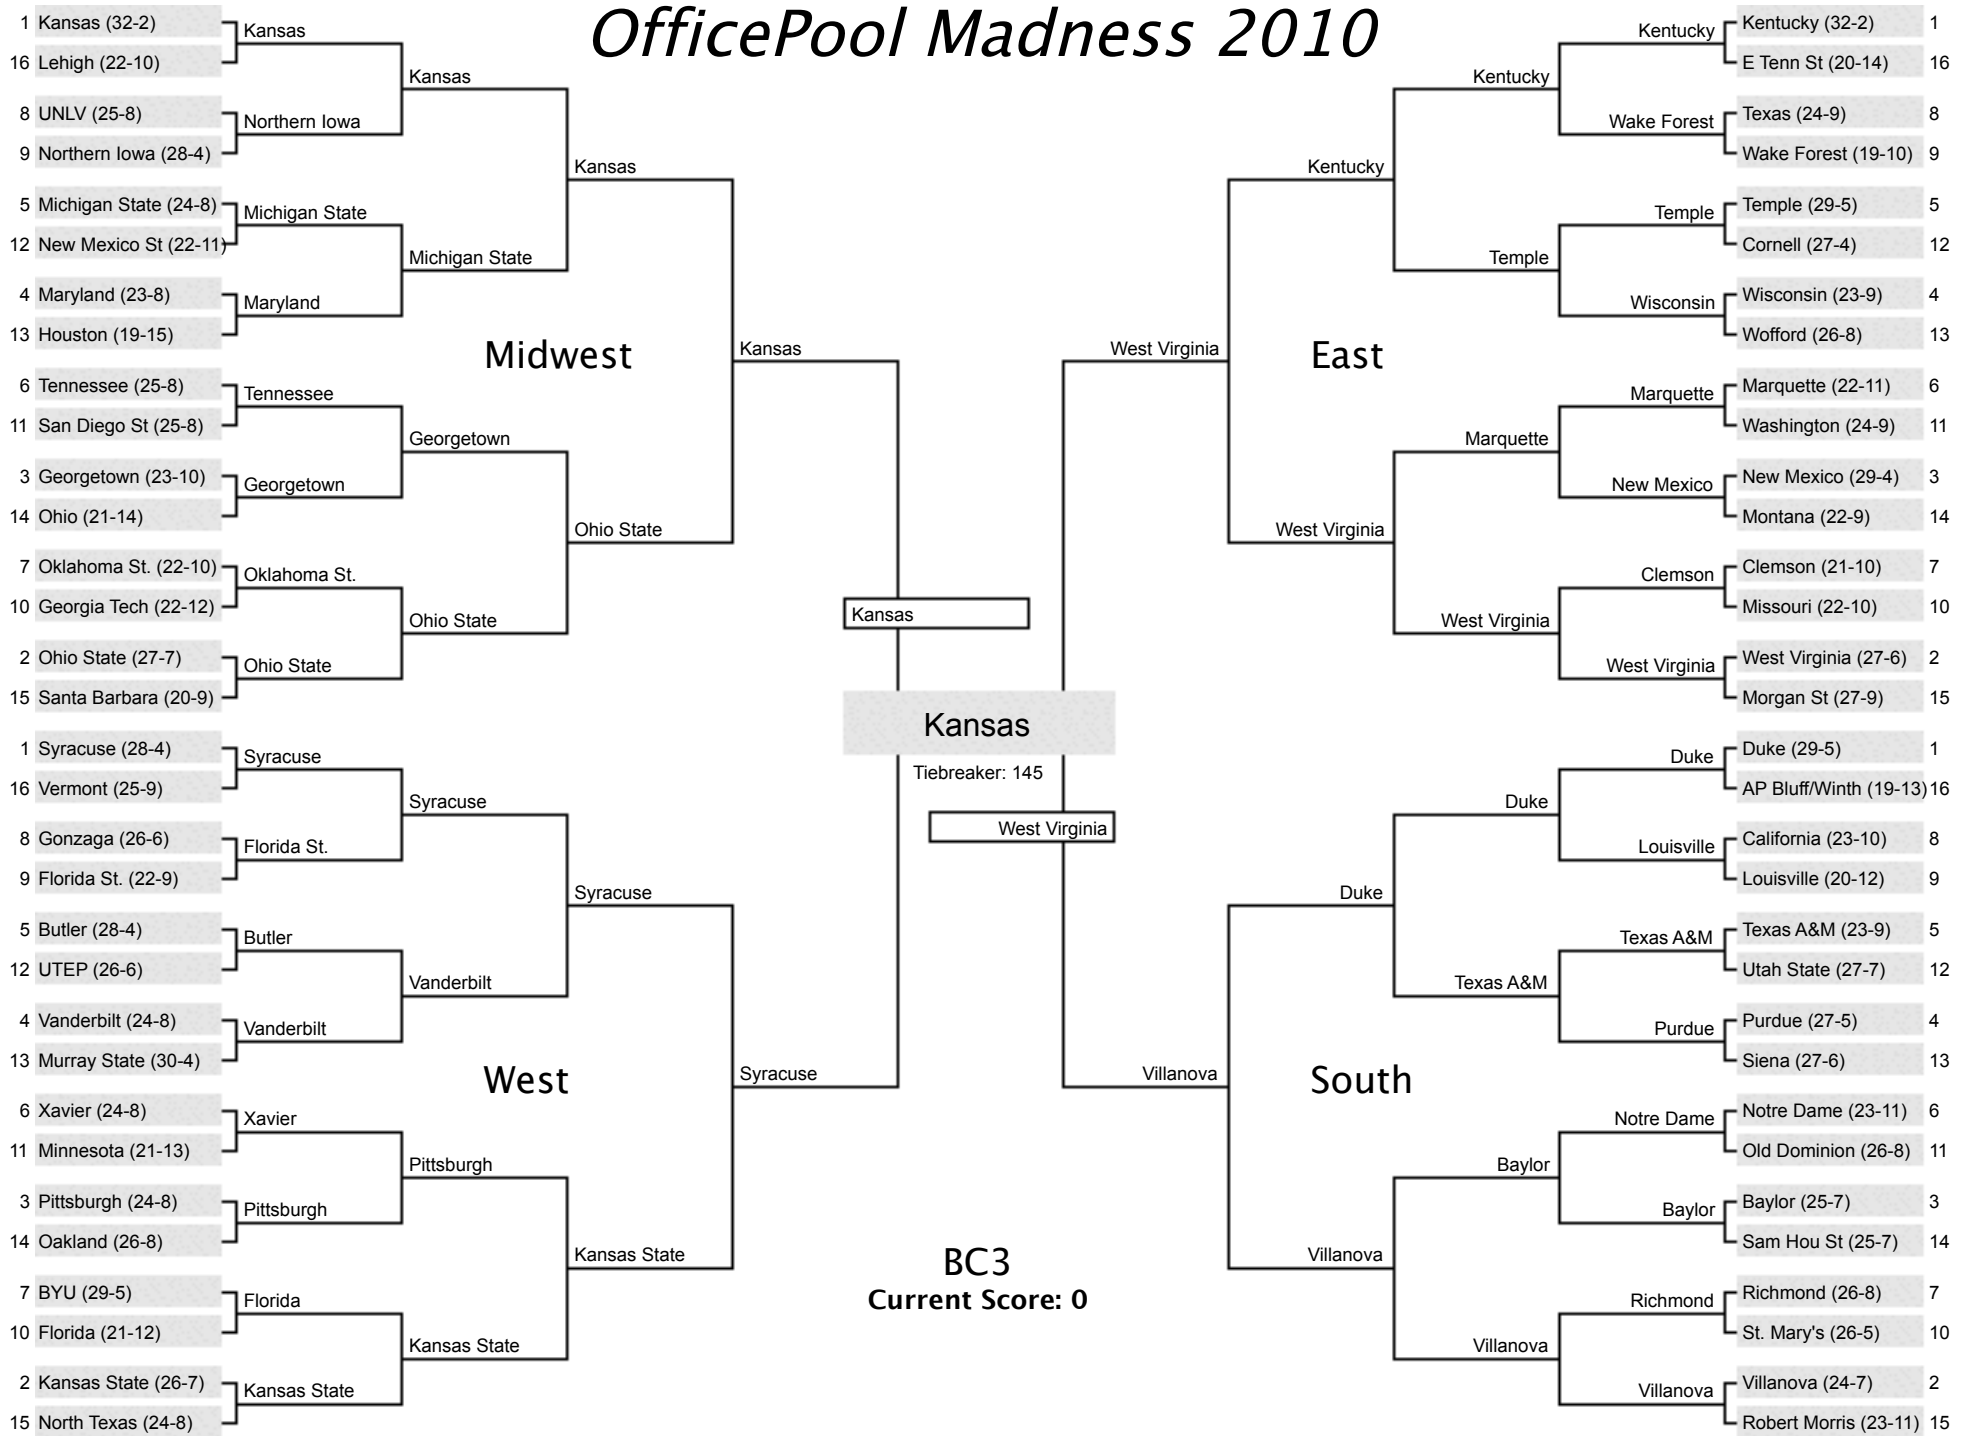 OfficePool Madness 2010
1 Kansas (32-2)
16 Lehigh (22-10)
8 UNLV (25-8)
9 Northern Iowa (28-4)
5 Michigan State (24-8)
12 New Mexico St (22-11)
4 Maryland (23-8)
13 Houston (19-15)
6 Tennessee (25-8)
11 San Diego St (25-8)
3 Georgetown (23-10)
14 Ohio (21-14)
7 Oklahoma St. (22-10)
10 Georgia Tech (22-12)
2 Ohio State (27-7)
15 Santa Barbara (20-9)
Kansas
Northern Iowa
Michigan State
Maryland
Tennessee
Georgetown
Oklahoma St.
Ohio State
Kansas
Michigan State
Georgetown
Ohio State
Kansas
Ohio State
Midwest
Kansas
1 Syracuse (28-4)
16 Vermont (25-9)
8 Gonzaga (26-6)
9 Florida St. (22-9)
5 Butler (28-4)
12 UTEP (26-6)
4 Vanderbilt (24-8)
13 Murray State (30-4)
6 Xavier (24-8)
11 Minnesota (21-13)
3 Pittsburgh (24-8)
14 Oakland (26-8)
7 BYU (29-5)
10 Florida (21-12)
2 Kansas State (26-7)
15 North Texas (24-8)
Syracuse
Florida St.
Butler
Vanderbilt
Xavier
Pittsburgh
Florida
Kansas State
Syracuse
Vanderbilt
Pittsburgh
Kansas State
Syracuse
Kansas State
West
Syracuse
Kansas
Kansas
Tiebreaker: 145
West Virginia
BC3
Current Score: 0
Kentucky (32-2) 1
E Tenn St (20-14) 16
Texas (24-9) 8
Wake Forest (19-10) 9
Temple (29-5) 5
Cornell (27-4) 12
Wisconsin (23-9) 4
Wofford (26-8) 13
Marquette (22-11) 6
Washington (24-9) 11
New Mexico (29-4) 3
Montana (22-9) 14
Clemson (21-10) 7
Missouri (22-10) 10
West Virginia (27-6) 2
Morgan St (27-9) 15
Kentucky
Wake Forest
Temple
Wisconsin
Marquette
New Mexico
Clemson
West Virginia
Kentucky
Temple
Marquette
West Virginia
Kentucky
West Virginia
East
West Virginia
Duke (29-5) 1
AP Bluff/Winth (19-13) 16
California (23-10) 8
Louisville (20-12) 9
Texas A&M (23-9) 5
Utah State (27-7) 12
Purdue (27-5) 4
Siena (27-6) 13
Notre Dame (23-11) 6
Old Dominion (26-8) 11
Baylor (25-7) 3
Sam Hou St (25-7) 14
Richmond (26-8) 7
St. Mary's (26-5) 10
Villanova (24-7) 2
Robert Morris (23-11) 15
Duke
Louisville
Texas A&M
Purdue
Notre Dame
Baylor
Richmond
Villanova
Duke
Texas A&M
Baylor
Villanova
Duke
Villanova
South
Villanova